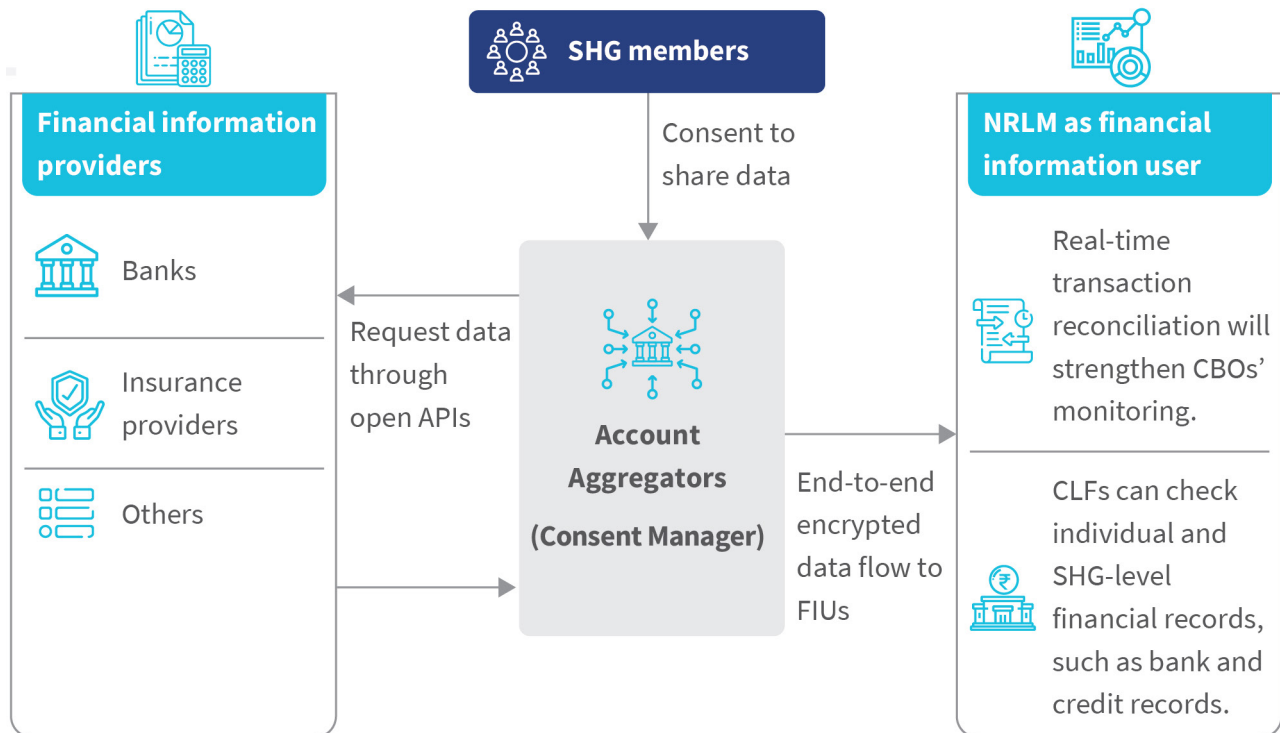 SHG members
Financial information
providers
Banks
Insurance
providers
Others
Consent to
share data
Request data
through
open APIs
Account
Aggregators
(Consent Manager)
End-to-end
encrypted
data flow to
FIUs
NRLM as financial
information user
Real-time
transaction
reconciliation will
strengthen CBOs’
monitoring.
₹
CLFs can check
individual and
SHG-level
financial records,
such as bank and
credit records.